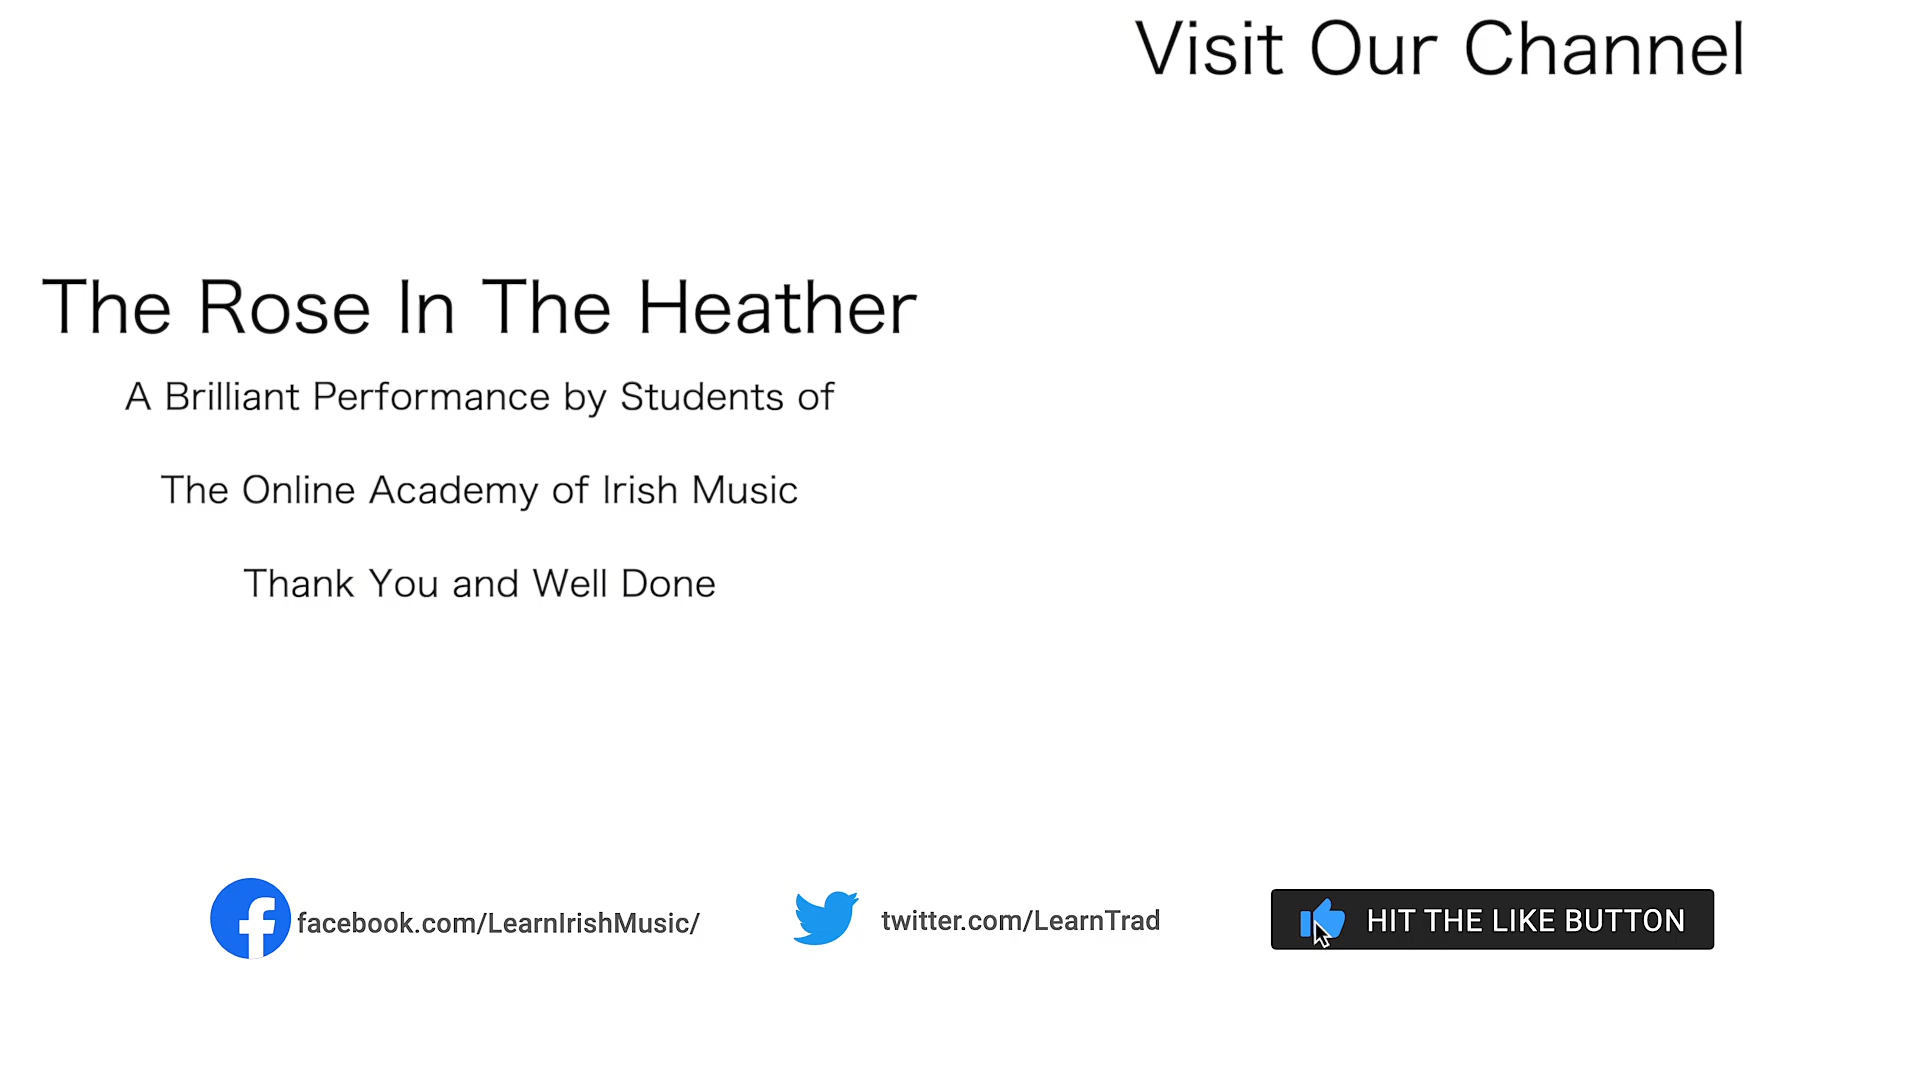 Visit Our Channel
The Rose In The Heather
A Brilliant Performance by Students of
The Online Academy of Irish Music
Thank You and Well Done
facebook.com/LearnIrishMusic/
twitter.com/LearnTrad
HIT THE LIKE BUTTON